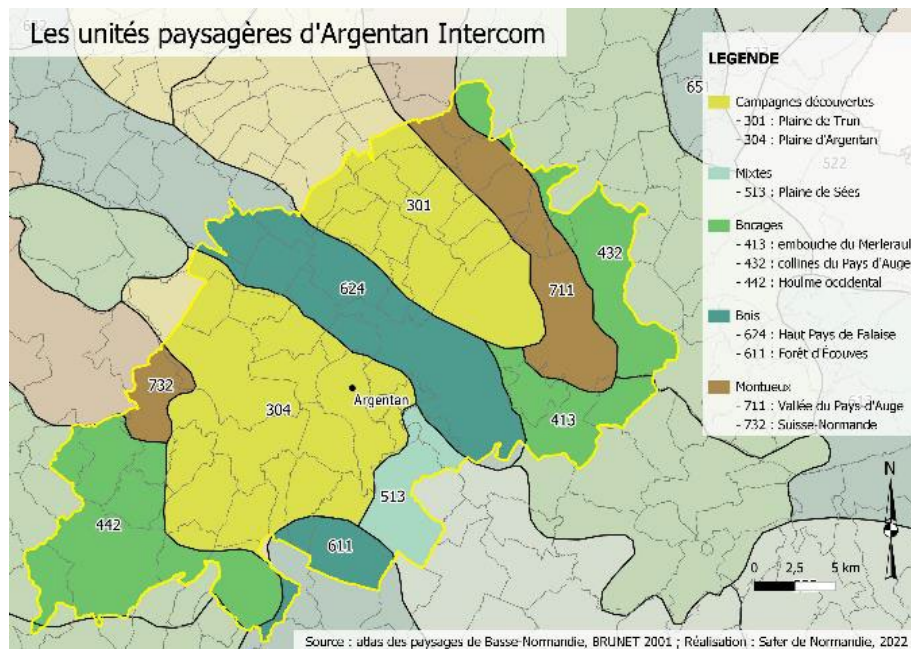 Les unités paysagères d'Argentan Intercom
LEGENDE
Campagnes découvertes
- 301 : Plaine de Trun
- 304 : Plaine d'Argentan
Mixtes
- 513 : Plaine de Sées
Bocages
- 413 : embouche du Merlerault
- 432 : collines du Pays d'Auge
- 442 : Houlme occidental
Bois
- 624 : Haut Pays de Falaise
- 611 : Forêt d'Écouves
Montueux
- 711 : Vallée du Pays-d'Auge
- 732 : Suisse-Normande
301
432
624
711
732
304
Argentan
413
513
442
611
522
N
0 2,5 5 km
Source : atlas des paysages de Basse-Normandie, BRUNET 2001 ; Réalisation : Safer de Normandie, 2022